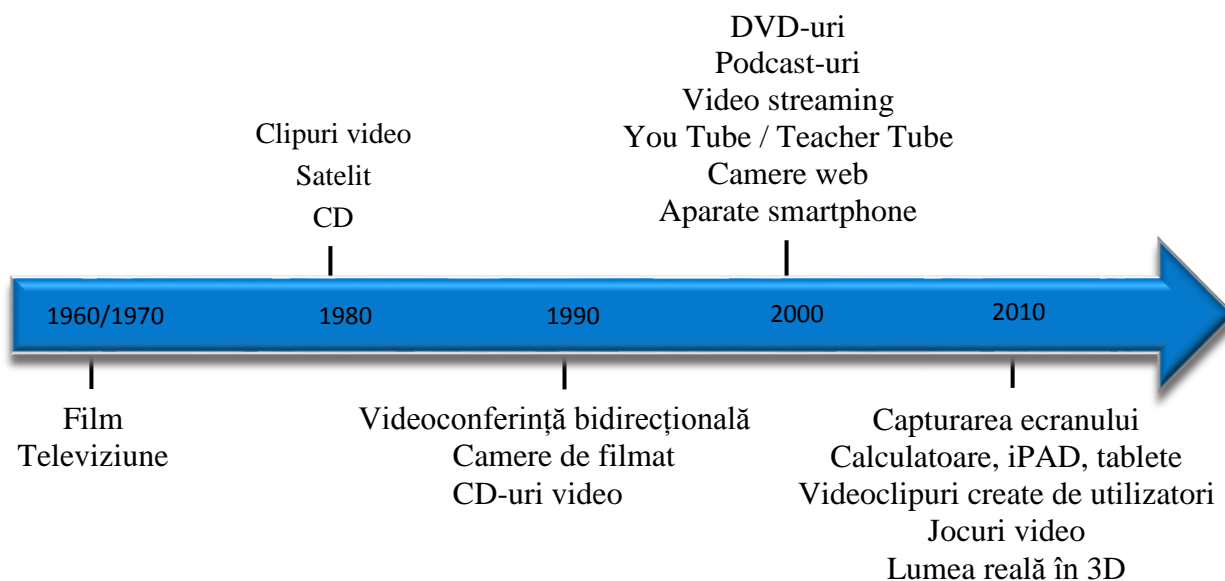 DVD-uri
Podcast-uri
Video streaming
You Tube / Teacher Tube
Camere web
Aparate smartphone
Clipuri video
Satelit
CD
1960/1970
1980
1990
2000
2010
Film
Televiziune
Videoconferință bidirecțională
Camere de filmat
CD-uri video
Capturarea ecranului
Calculatoare, iPAD, tablete
Videoclipuri create de utilizatori
Jocuri video
Lumea reală în 3D